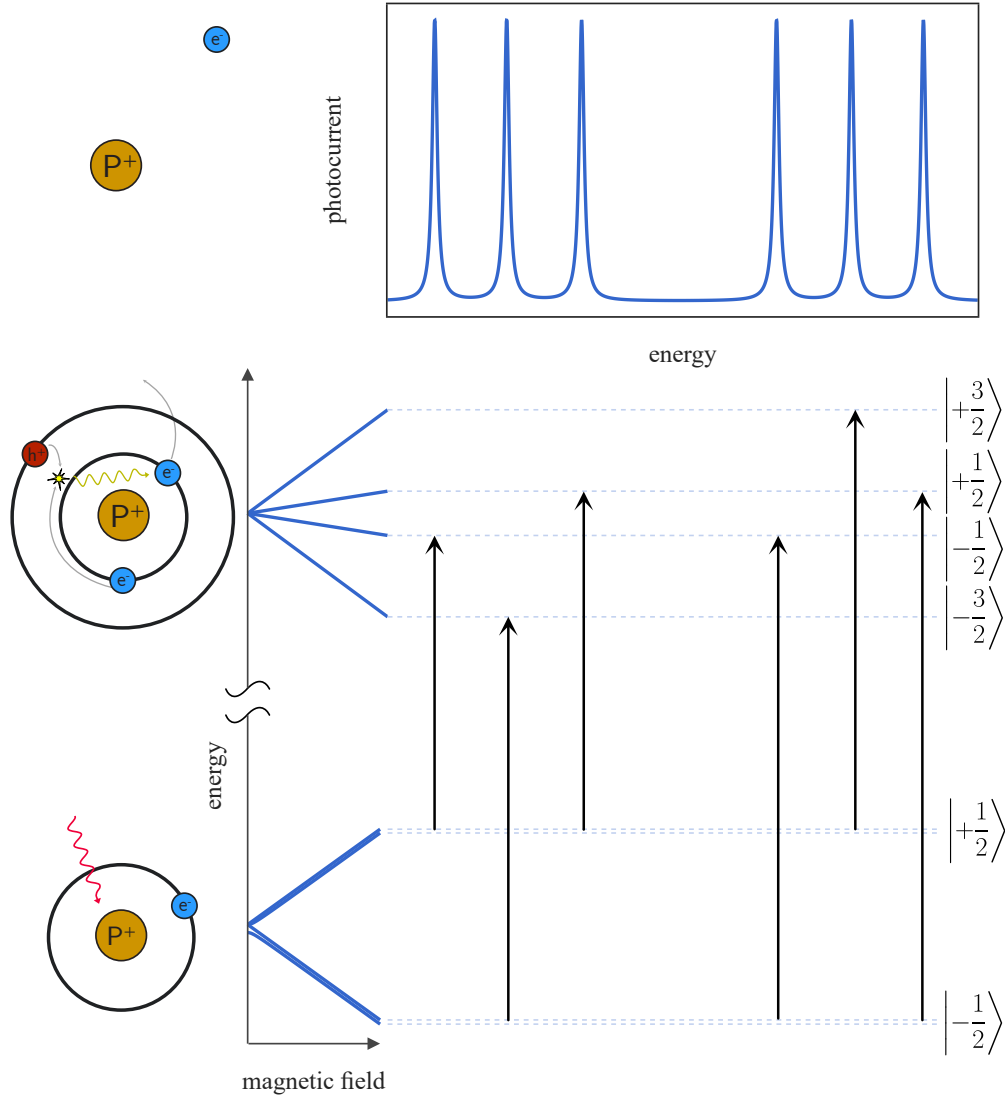 e⁻
P⁺
photocurrent
energy
|+3/2⟩
|+1/2⟩
|−1/2⟩
|−3/2⟩
h⁺
e⁻
P⁺
e⁻
energy
|+1/2⟩
e⁻
P⁺
|−1/2⟩
magnetic field